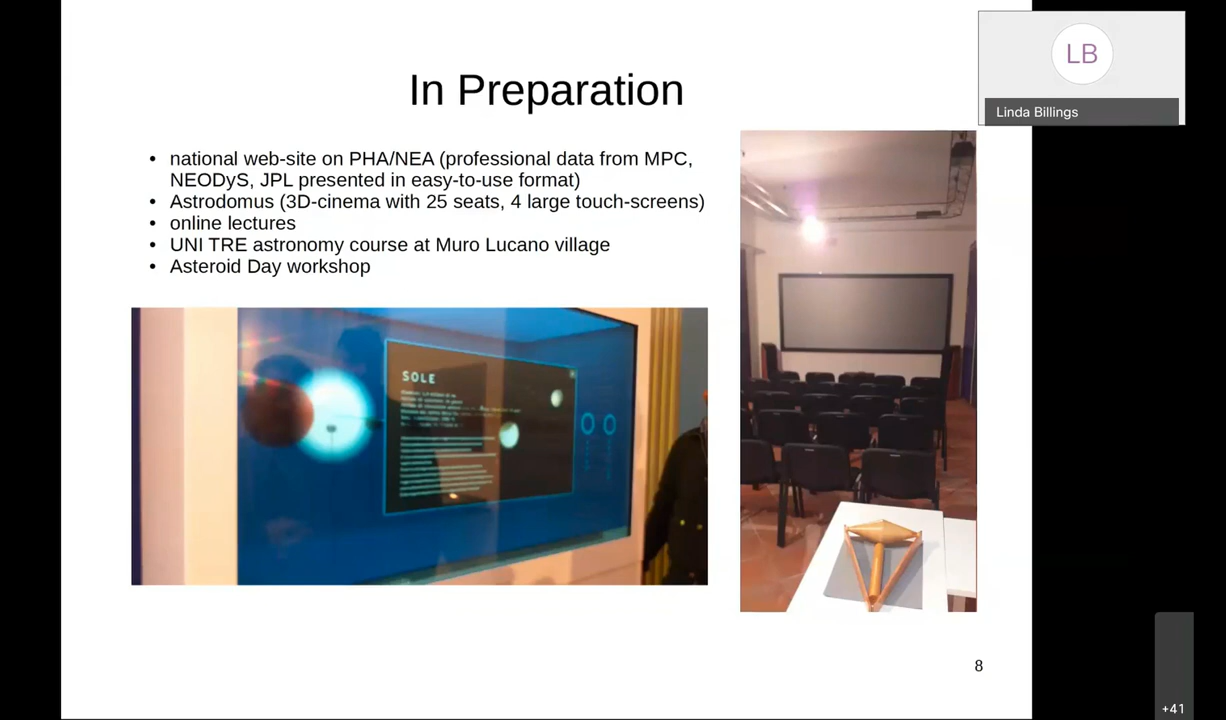 In Preparation
• national web-site on PHA/NEA (professional data from MPC,
NEODyS, JPL presented in easy-to-use format)
• Astrodomus (3D-cinema with 25 seats, 4 large touch-screens)
• online lectures
• UNI TRE astronomy course at Muro Lucano village
• Asteroid Day workshop
SOLE
8
LB
Linda Billings
+41